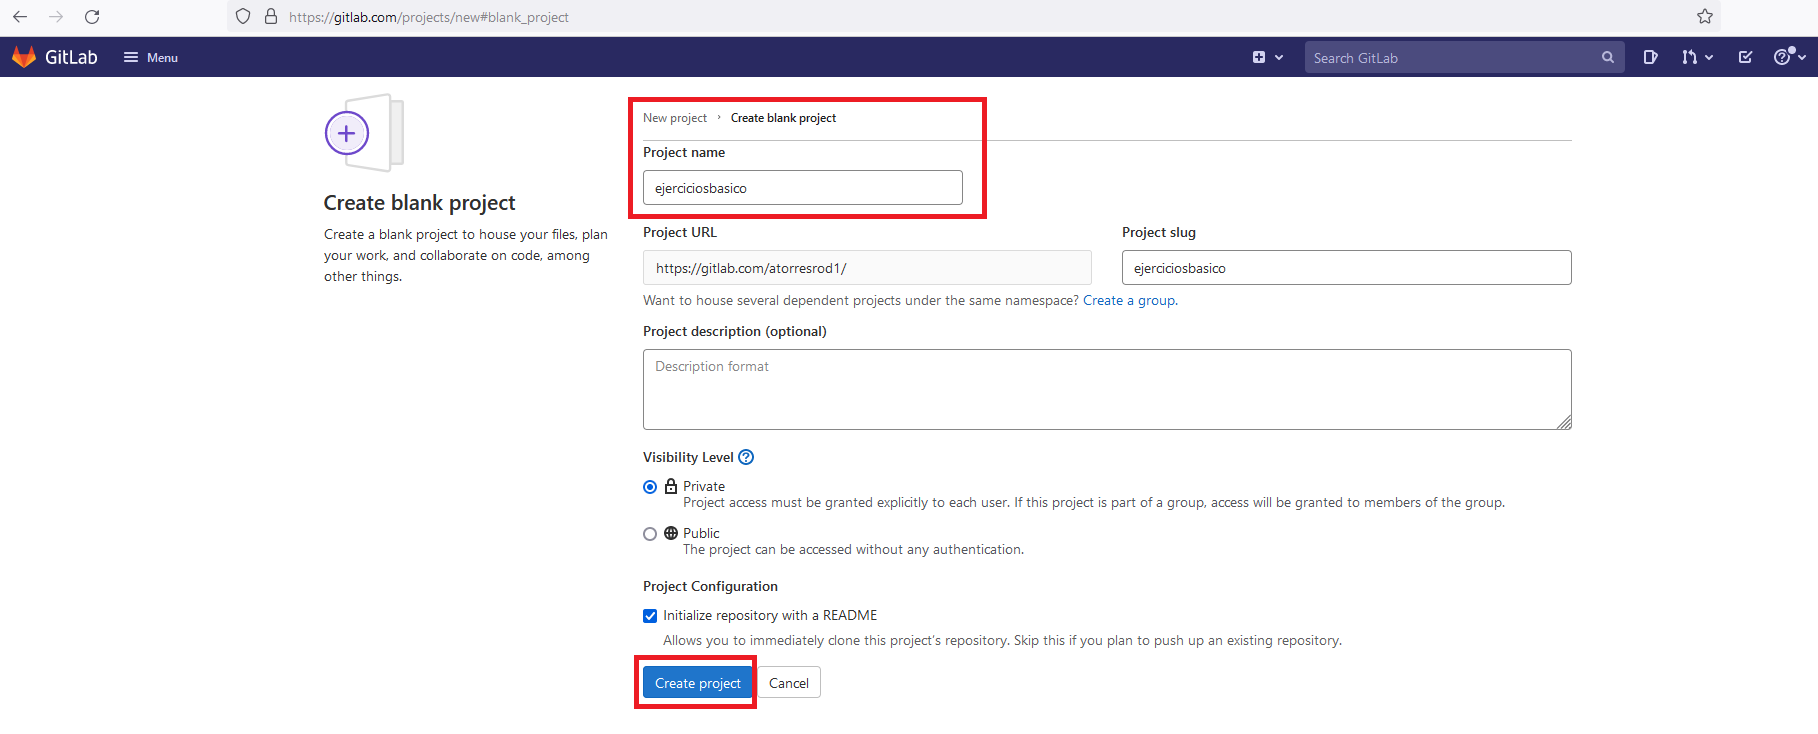 https://gitlab.com/projects/new#blank_project
GitLab
Menu
Search GitLab
New project › Create blank project
Project name
ejerciciosbasico
Create blank project
Create a blank project to house your files, plan
your work, and collaborate on code, among
other things.
Project URL
https://gitlab.com/atorresrod1/
Project slug
ejerciciosbasico
Want to house several dependent projects under the same namespace? Create a group.
Project description (optional)
Description format
Visibility Level
Private
Project access must be granted explicitly to each user. If this project is part of a group, access will be granted to members of the group.
Public
The project can be accessed without any authentication.
Project Configuration
Initialize repository with a README
Allows you to immediately clone this project’s repository. Skip this if you plan to push up an existing repository.
Create project
Cancel